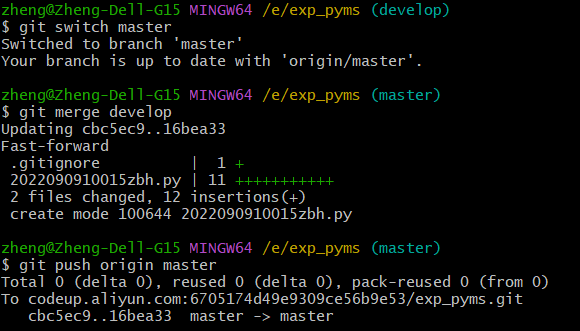 zheng@Zheng-Dell-G15 MINGW64 /e/exp_pyms (develop)
$ git switch master
Switched to branch 'master'
Your branch is up to date with 'origin/master'.
zheng@Zheng-Dell-G15 MINGW64 /e/exp_pyms (master)
$ git merge develop
Updating cbc5ec9..16bea33
Fast-forward
 .gitignore          |  1 +
 2022090910015zbh.py | 11 +++++++++++
 2 files changed, 12 insertions(+)
 create mode 100644 2022090910015zbh.py
zheng@Zheng-Dell-G15 MINGW64 /e/exp_pyms (master)
$ git push origin master
Total 0 (delta 0), reused 0 (delta 0), pack-reused 0 (from 0)
To codeup.aliyun.com:6705174d49e9309ce56b9e53/exp_pyms.git
   cbc5ec9..16bea33  master -> master